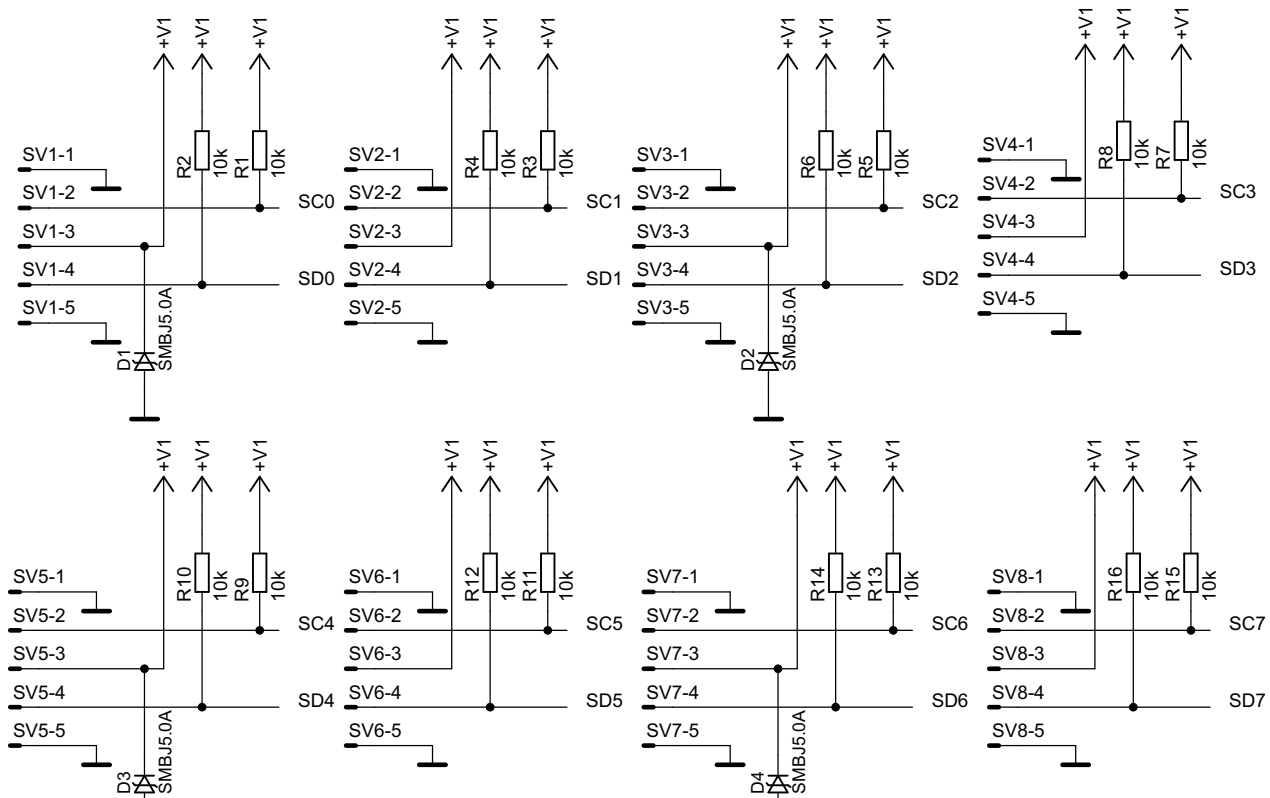 +V1 +V1 +V1 +V1 +V1 +V1 +V1 +V1 +V1 +V1 +V1 +V1
SV1-1
SV1-2
SV1-3
SV1-4
SV1-5
R2
10k
R1
10k
SC0
SD0
D1
SMBJ5.0A
SV2-1
SV2-2
SV2-3
SV2-4
SV2-5
R4
10k
R3
10k
SC1
SD1
SV3-1
SV3-2
SV3-3
SV3-4
SV3-5
R6
10k
R5
10k
SC2
SD2
D2
SMBJ5.0A
SV4-1
SV4-2
SV4-3
SV4-4
SV4-5
R8
10k
R7
10k
SC3
SD3
+V1 +V1 +V1 +V1 +V1 +V1 +V1 +V1 +V1 +V1 +V1 +V1
SV5-1
SV5-2
SV5-3
SV5-4
SV5-5
R10
10k
R9
10k
SC4
SD4
D3
SMBJ5.0A
SV6-1
SV6-2
SV6-3
SV6-4
SV6-5
R12
10k
R11
10k
SC5
SD5
SV7-1
SV7-2
SV7-3
SV7-4
SV7-5
R14
10k
R13
10k
SC6
SD6
D4
SMBJ5.0A
SV8-1
SV8-2
SV8-3
SV8-4
SV8-5
R16
10k
R15
10k
SC7
SD7